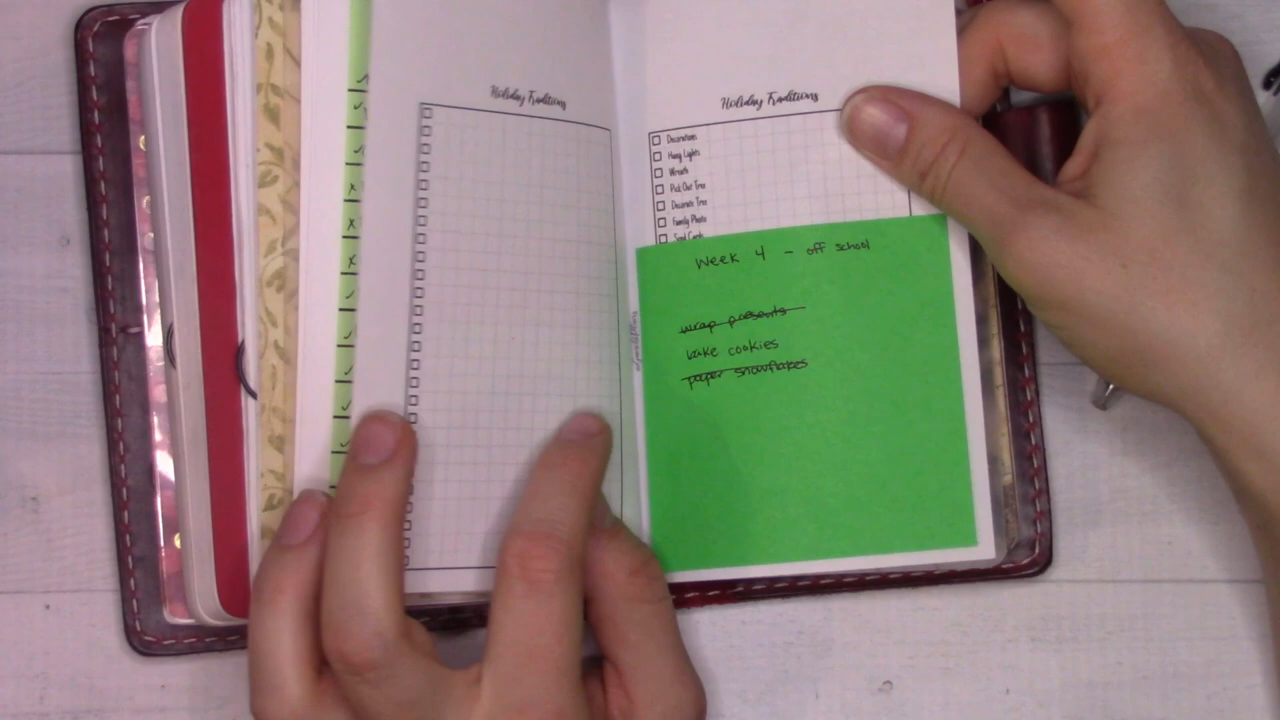 Holiday Traditions
Holiday Traditions
Decorations
Hang Lights
Wreath
Pick Out Tree
Decorate Tree
Family Photo
Send Cards
Week 4 - off school
wrap presents
bake cookies
paper snowflakes